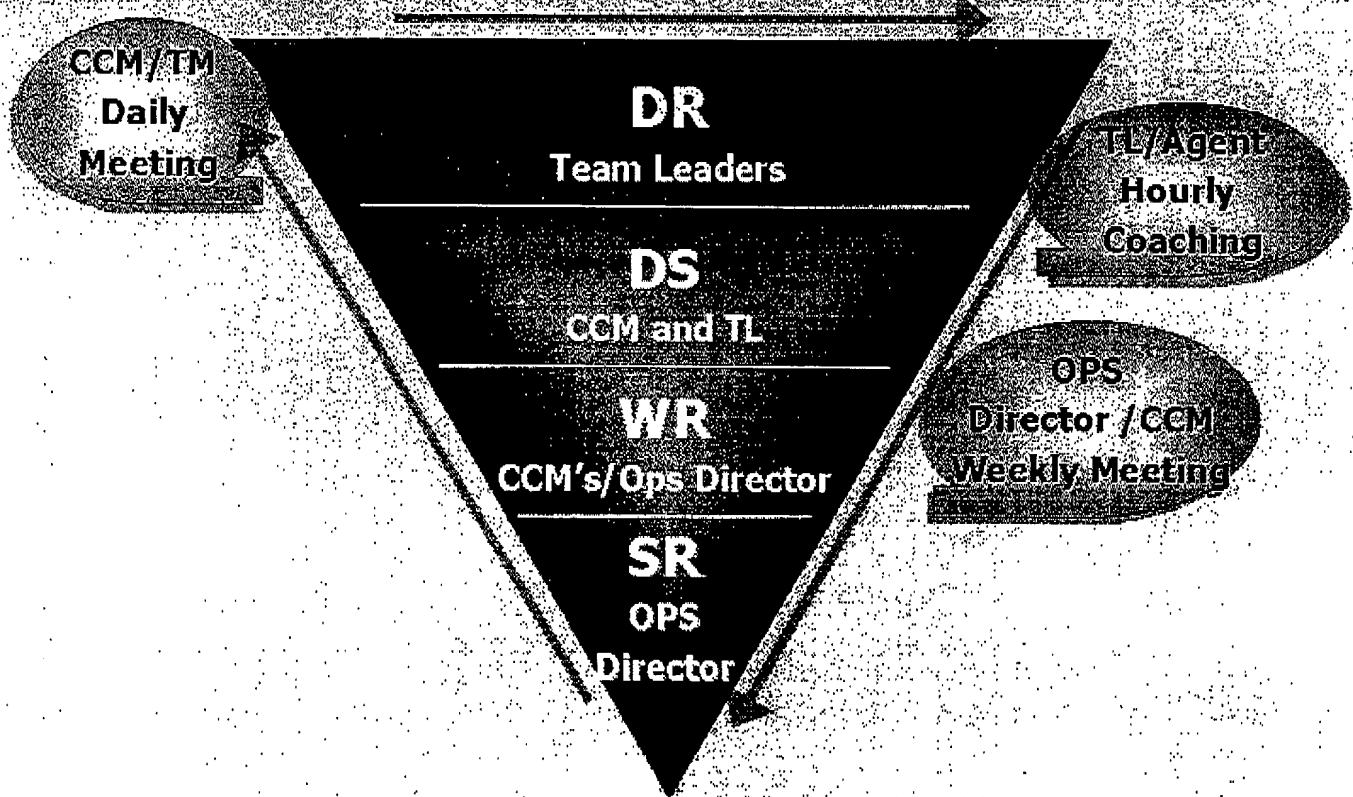 CCM/TM
Daily
Meeting
DR
Team Leaders
TL/Agent
Hourly
Coaching
DS
CCM and TL
OPS
Director /CCM
Weekly Meeting
WR
CCM's/Ops Director
SR
OPS
Director